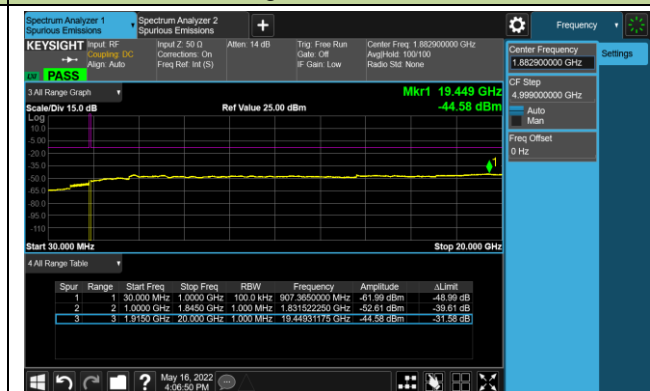 Spectrum Analyzer 1
Spurious Emissions
Spectrum Analyzer 2
Spurious Emissions
+
Frequency
KEYSIGHT
Input: RF
Coupling: DC
Align: Auto
Input Z: 50 Ω
Corrections: On
Freq Ref: Int (S)
Atten: 14 dB
Trig: Free Run
Gate: Off
IF Gain: Low
Center Freq: 1.882900000 GHz
Avg|Hold: 100/100
Radio Std: None
PASS
Center Frequency
1.882900000 GHz
Settings
CF Step
4.999000000 GHz
Auto
Man
Freq Offset
0 Hz
3 All Range Graph
Mkr1 19.449 GHz
Scale/Div 15.0 dB
Ref Value 25.00 dBm
-44.58 dBm
Log
10.0
-5.00
-20.0
-35.0
-50.0
-65.0
-80.0
-95.0
-110
1
Start 30.000 MHz
Stop 20.000 GHz
4 All Range Table
Spur Range Start Freq Stop Freq RBW Frequency Amplitude ΔLimit
1 1 30.000 MHz 1.0000 GHz 100.0 kHz 907.3650000 MHz -61.99 dBm -48.99 dB
2 2 1.0000 GHz 1.8450 GHz 1.000 MHz 1.831522250 GHz -52.61 dBm -39.61 dB
3 3 1.9150 GHz 20.000 GHz 1.000 MHz 19.44931175 GHz -44.58 dBm -31.58 dB
?
May 16, 2022
4:06:50 PM